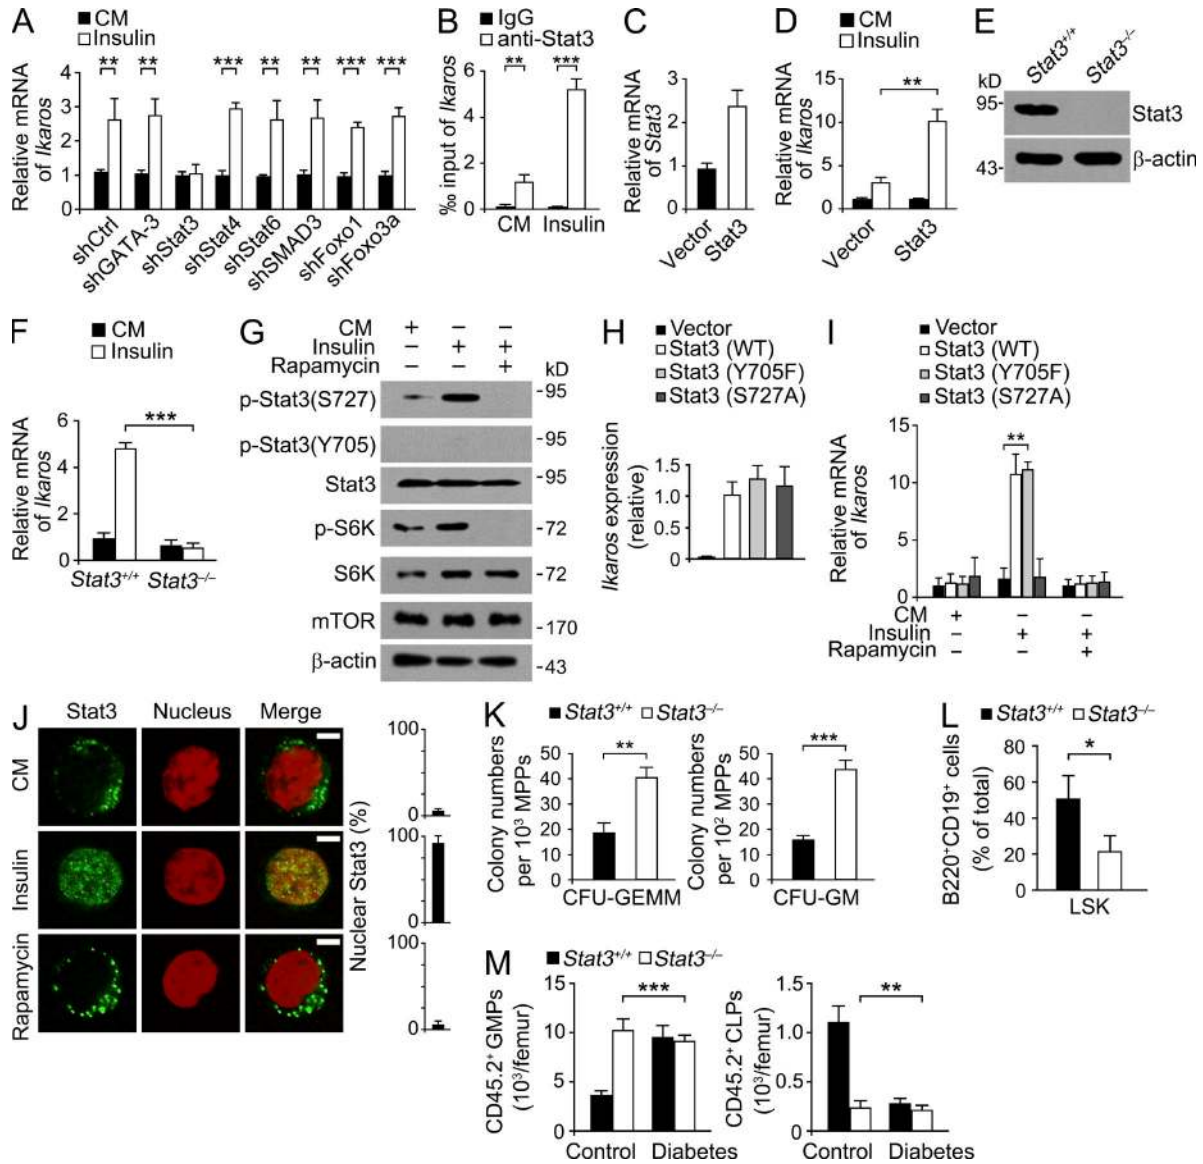 A
CM
Insulin
** ** *** ** ** *** ***
Relative mRNA
of Ikaros
4
3
2
1
0
shCtrl
shGATA-3
shStat3
shStat4
shStat6
shSMAD3
shFoxo1
shFoxo3a
B
IgG
anti-Stat3
** ***
‰ input of Ikaros
6
4
2
0
CM Insulin
C
Relative mRNA
of Stat3
3
2
1
0
Vector
Stat3
D
CM
Insulin
**
Relative mRNA
of Ikaros
15
10
5
0
Vector
Stat3
E
Stat3+/+
Stat3–/–
kD
95-
Stat3
43-
β-actin
F
CM
Insulin
***
Relative mRNA
of Ikaros
6
4
2
0
Stat3+/+ Stat3–/–
G
CM + – –
Insulin – + +
Rapamycin – – +
kD
p-Stat3(S727) -95
p-Stat3(Y705) -95
Stat3 -95
p-S6K -72
S6K -72
mTOR -170
β-actin -43
H
Vector
Stat3 (WT)
Stat3 (Y705F)
Stat3 (S727A)
Ikaros expression
(relative)
1.5
1.0
0.5
0
I
Vector
Stat3 (WT)
Stat3 (Y705F)
Stat3 (S727A)
**
Relative mRNA
of Ikaros
15
10
5
0
CM + – –
Insulin – + +
Rapamycin – – +
J
Stat3 Nucleus Merge
CM
Insulin
Rapamycin
Nuclear Stat3 (%)
100
0
100
0
100
0
K
Stat3+/+ Stat3–/–
**
Colony numbers
per 10³ MPPs
50
40
30
20
10
0
CFU-GEMM
***
Colony numbers
per 10² MPPs
50
40
30
20
10
0
CFU-GM
L
Stat3+/+ Stat3–/–
*
B220+CD19+ cells
(% of total)
80
60
40
20
0
LSK
M
Stat3+/+ Stat3–/–
***
CD45.2+ GMPs
(10³/femur)
15
10
5
0
Control Diabetes
**
CD45.2+ CLPs
(10³/femur)
1.5
1.0
0.5
0
Control Diabetes